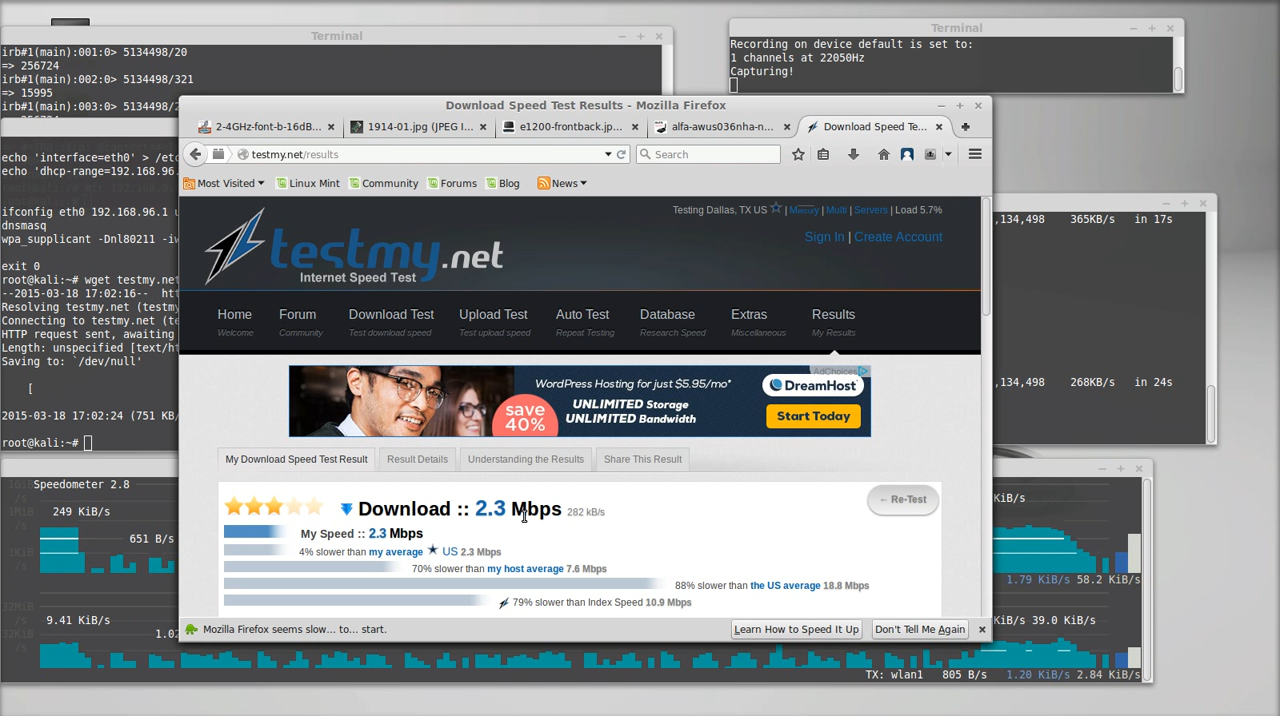 Terminal
irb#1(main):001:0> 5134498/20
=> 256724
irb#1(main):002:0> 5134498/321
=> 15995
irb#1(main):003:0> 5134498/2
Terminal
Recording on device default is set to:
1 channels at 22050Hz
Capturing!
echo 'interface=eth0' > /etc
echo 'dhcp-range=192.168.96.
ifconfig eth0 192.168.96.1 u
dnsmasq
wpa_supplicant -Dnl80211 -iw
exit 0
root@kali:~# wget testmy.net
--2015-03-18 17:02:16-- ht
Resolving testmy.net (testmy
Connecting to testmy.net (te
HTTP request sent, awaiting
Length: unspecified [text/ht
Saving to: `/dev/null'
[
2015-03-18 17:02:24 (751 KB/
root@kali:~#
Download Speed Test Results - Mozilla Firefox
2-4GHz-font-b-16dB...
1914-01.jpg (JPEG I...
e1200-frontback.jp...
alfa-awus036nha-n...
Download Speed Te...
testmy.net/results
Search
Most Visited
Linux Mint
Community
Forums
Blog
News
Testing Dallas, TX US | Mercury | Multi | Servers | Load 5.7%
testmy.net
Internet Speed Test
Sign In | Create Account
Home Forum Download Test Upload Test Auto Test Database Extras Results
Welcome Community Test download speed Test upload speed Repeat Testing Research Speed Miscellaneous My Results
AdChoices
WordPress Hosting for just $5.95/mo*
save
40%
UNLIMITED Storage
UNLIMITED Bandwidth
DreamHost
Start Today
My Download Speed Test Result
Result Details
Understanding the Results
Share This Result
Download :: 2.3 Mbps 282 kB/s
← Re-Test
My Speed :: 2.3 Mbps
4% slower than my average US 2.3 Mbps
70% slower than my host average 7.6 Mbps
88% slower than the US average 18.8 Mbps
79% slower than Index Speed 10.9 Mbps
Mozilla Firefox seems slow... to... start.
Learn How to Speed It Up
Don't Tell Me Again
,134,498 365KB/s in 17s
,134,498 268KB/s in 24s
Speedometer 2.8
249 KiB/s
651 B/s
KiB/s
1.79 KiB/s 58.2 KiB/s
9.41 KiB/s
1.02
KiB/s 39.0 KiB/s
TX: wlan1 805 B/s 1.20 KiB/s 2.84 KiB/s